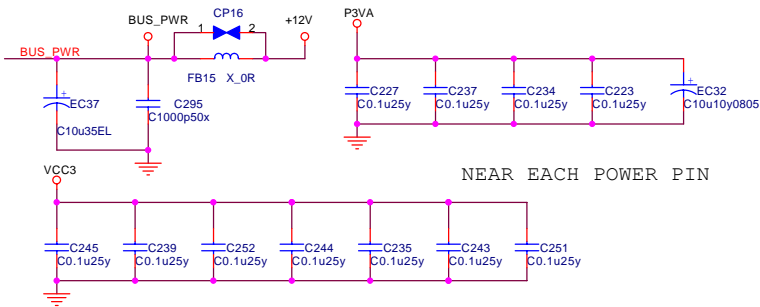 BUS_PWR
CP16
+12V
P3VA
1
2
BUS_PWR
FB15 X_0R
+
EC37
C10u35EL
C295
C1000p50x
C227
C0.1u25y
C237
C0.1u25y
C234
C0.1u25y
C223
C0.1u25y
+
EC32
C10u10y0805
NEAR EACH POWER PIN
VCC3
C245
C0.1u25y
C239
C0.1u25y
C252
C0.1u25y
C244
C0.1u25y
C235
C0.1u25y
C243
C0.1u25y
C251
C0.1u25y